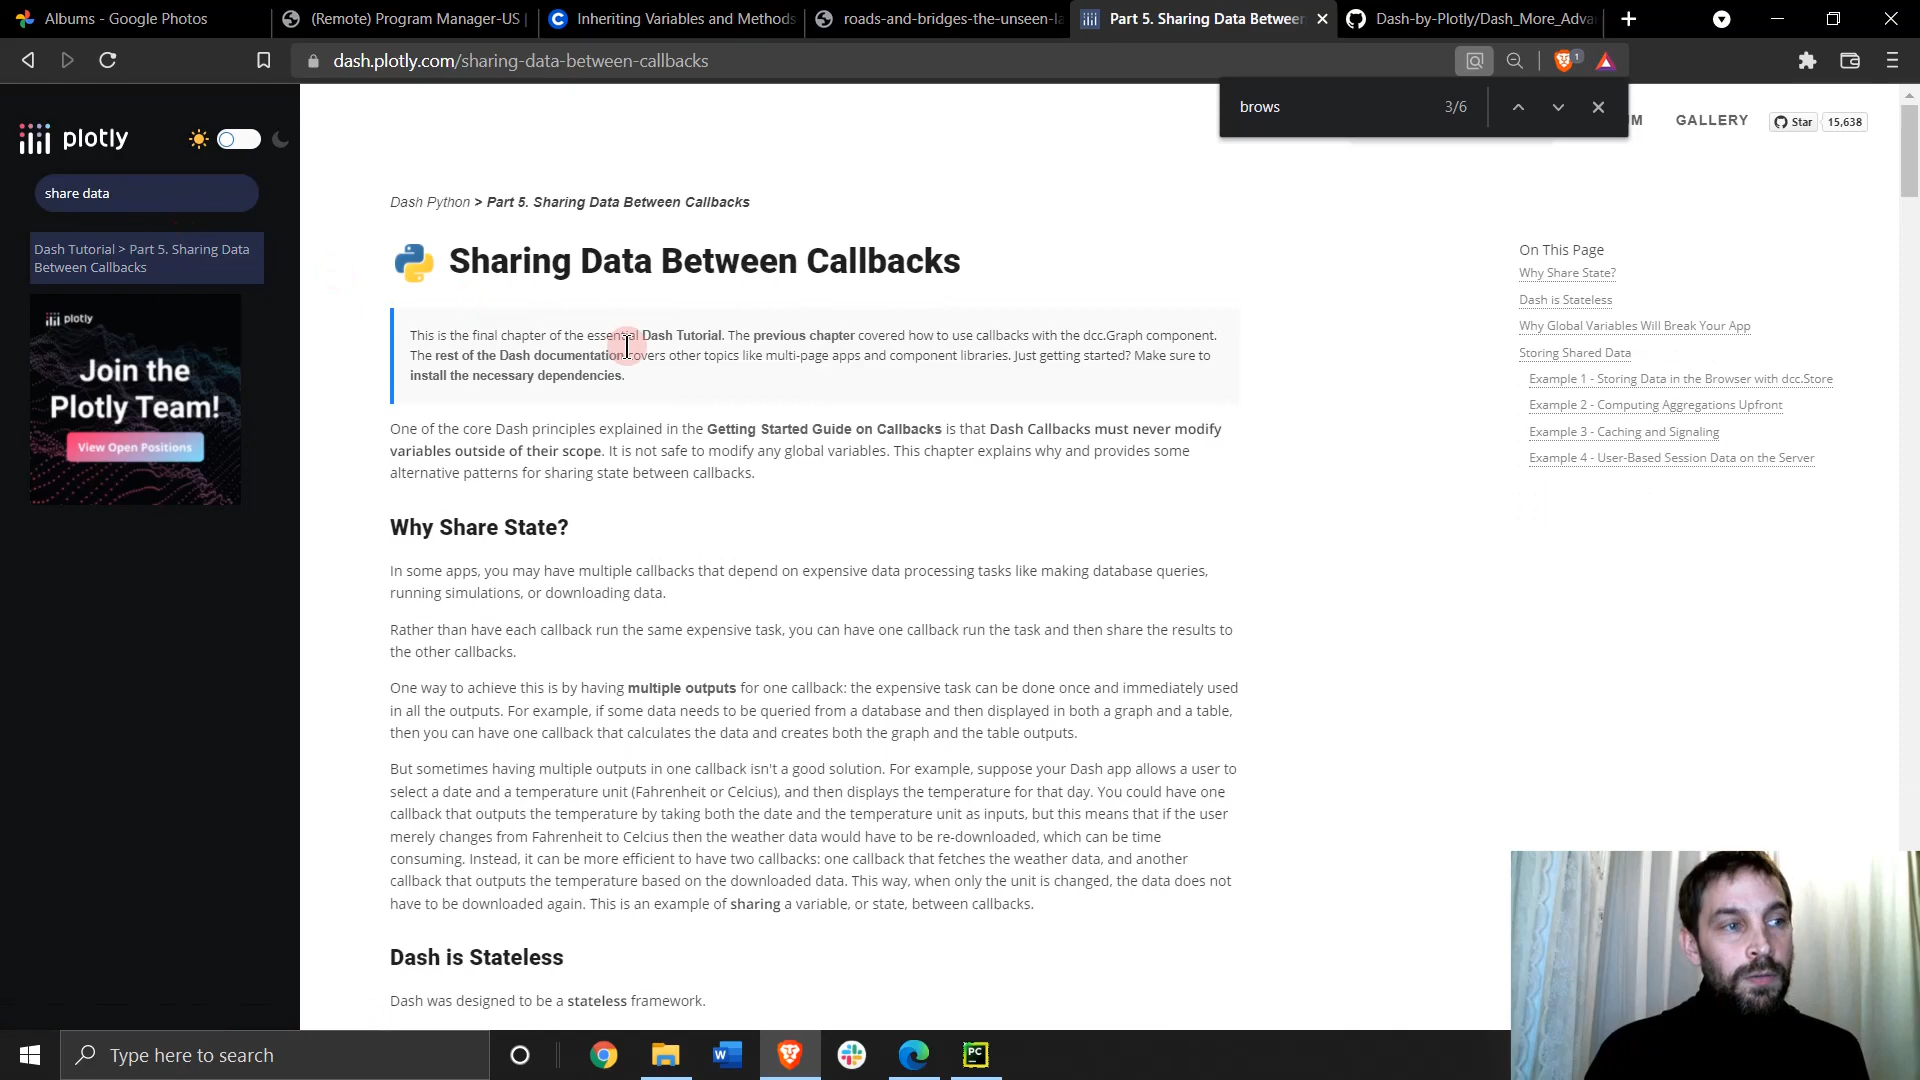 Albums - Google Photos
(Remote) Program Manager-US
Inheriting Variables and Methods
roads-and-bridges-the-unseen-la
Part 5. Sharing Data Between
Dash-by-Plotly/Dash_More_Adva
dash.plotly.com/sharing-data-between-callbacks
1
brows
3/6
plotly
GALLERY
Star
15,638
share data
Dash Tutorial > Part 5. Sharing Data
Between Callbacks
plotly
Join the
Plotly Team!
View Open Positions
Dash Python > Part 5. Sharing Data Between Callbacks
Sharing Data Between Callbacks
This is the final chapter of the essential Dash Tutorial. The previous chapter covered how to use callbacks with the dcc.Graph component.
The rest of the Dash documentation covers other topics like multi-page apps and component libraries. Just getting started? Make sure to
install the necessary dependencies.
One of the core Dash principles explained in the Getting Started Guide on Callbacks is that Dash Callbacks must never modify
variables outside of their scope. It is not safe to modify any global variables. This chapter explains why and provides some
alternative patterns for sharing state between callbacks.
Why Share State?
In some apps, you may have multiple callbacks that depend on expensive data processing tasks like making database queries,
running simulations, or downloading data.
Rather than have each callback run the same expensive task, you can have one callback run the task and then share the results to
the other callbacks.
One way to achieve this is by having multiple outputs for one callback: the expensive task can be done once and immediately used
in all the outputs. For example, if some data needs to be queried from a database and then displayed in both a graph and a table,
then you can have one callback that calculates the data and creates both the graph and the table outputs.
But sometimes having multiple outputs in one callback isn't a good solution. For example, suppose your Dash app allows a user to
select a date and a temperature unit (Fahrenheit or Celcius), and then displays the temperature for that day. You could have one
callback that outputs the temperature by taking both the date and the temperature unit as inputs, but this means that if the user
merely changes from Fahrenheit to Celcius then the weather data would have to be re-downloaded, which can be time
consuming. Instead, it can be more efficient to have two callbacks: one callback that fetches the weather data, and another
callback that outputs the temperature based on the downloaded data. This way, when only the unit is changed, the data does not
have to be downloaded again. This is an example of sharing a variable, or state, between callbacks.
Dash is Stateless
Dash was designed to be a stateless framework.
On This Page
Why Share State?
Dash is Stateless
Why Global Variables Will Break Your App
Storing Shared Data
Example 1 - Storing Data in the Browser with dcc.Store
Example 2 - Computing Aggregations Upfront
Example 3 - Caching and Signaling
Example 4 - User-Based Session Data on the Server
Type here to search
W
PC